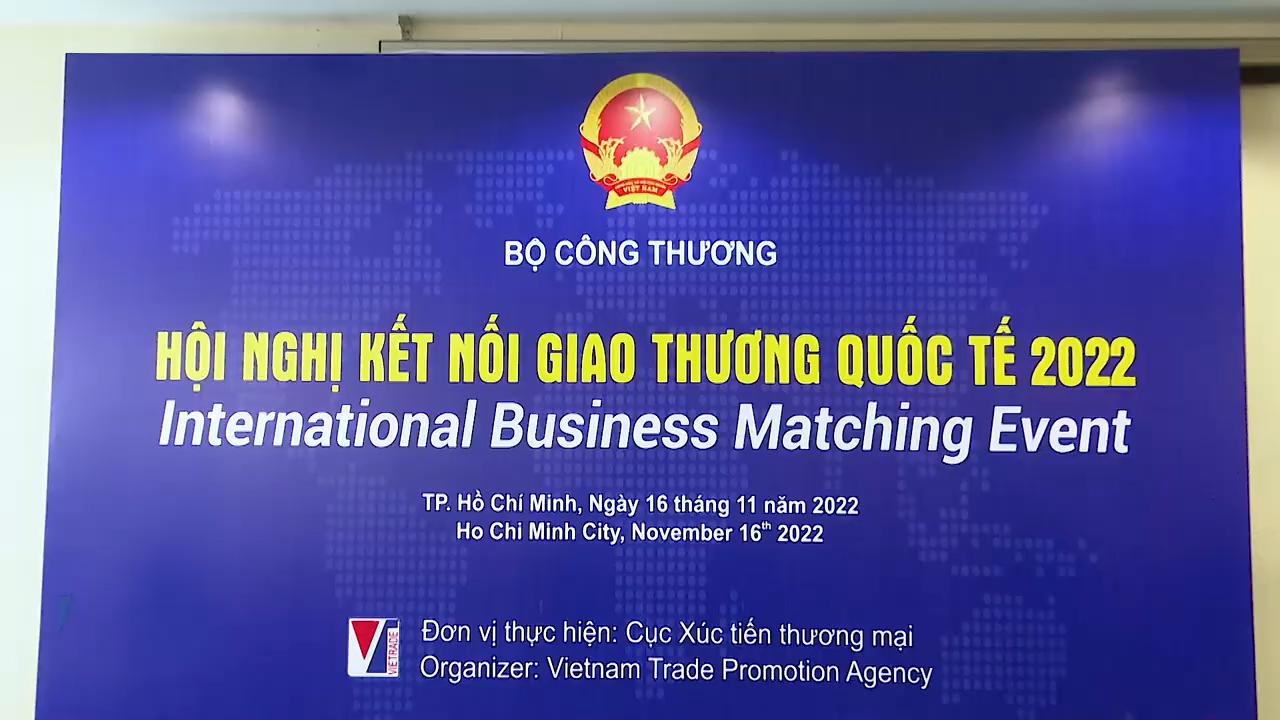 VIỆT NAM
BỘ CÔNG THƯƠNG
HỘI NGHỊ KẾT NỐI GIAO THƯƠNG QUỐC TẾ 2022
International Business Matching Event
TP. Hồ Chí Minh, Ngày 16 tháng 11 năm 2022
Ho Chi Minh City, November 16th 2022
VIETRADE
Đơn vị thực hiện: Cục Xúc tiến thương mại
Organizer: Vietnam Trade Promotion Agency